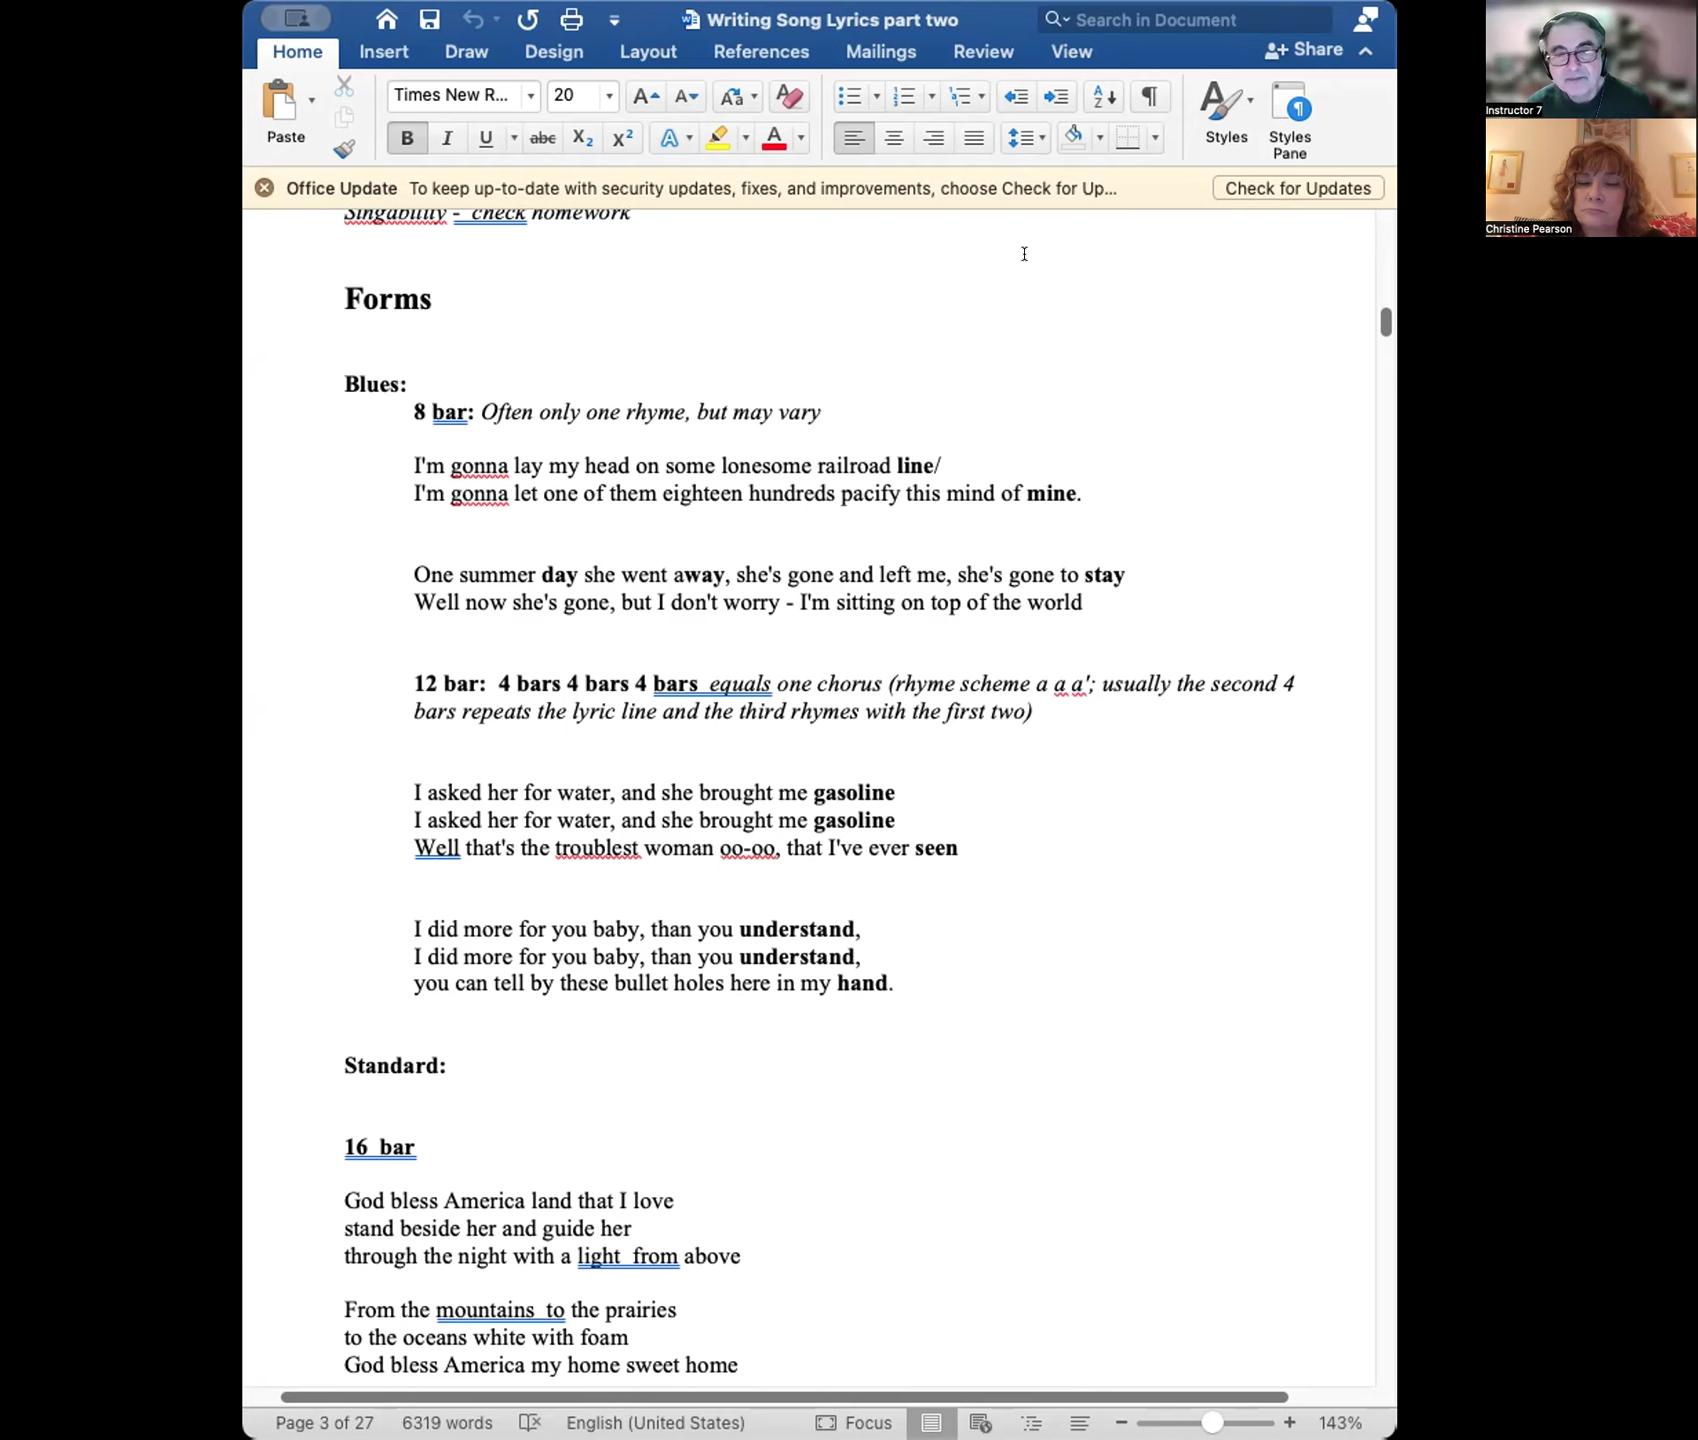 Writing Song Lyrics part two
Search in Document
Home Insert Draw Design Layout References Mailings Review View Share
Paste
Times New R... 20
Styles
Styles Pane
Office Update To keep up-to-date with security updates, fixes, and improvements, choose Check for Up... Check for Updates
Singability - check homework
Forms
Blues:
8 bar: Often only one rhyme, but may vary
I'm gonna lay my head on some lonesome railroad line/
I'm gonna let one of them eighteen hundreds pacify this mind of mine.
One summer day she went away, she's gone and left me, she's gone to stay
Well now she's gone, but I don't worry - I'm sitting on top of the world
12 bar: 4 bars 4 bars 4 bars equals one chorus (rhyme scheme a a a'; usually the second 4
bars repeats the lyric line and the third rhymes with the first two)
I asked her for water, and she brought me gasoline
I asked her for water, and she brought me gasoline
Well that's the troublest woman oo-oo, that I've ever seen
I did more for you baby, than you understand,
I did more for you baby, than you understand,
you can tell by these bullet holes here in my hand.
Standard:
16 bar
God bless America land that I love
stand beside her and guide her
through the night with a light from above
From the mountains to the prairies
to the oceans white with foam
God bless America my home sweet home
Page 3 of 27 6319 words English (United States) Focus 143%
Instructor 7
Christine Pearson